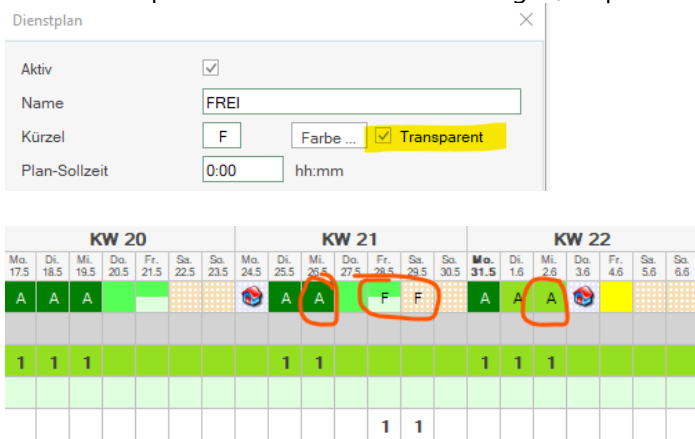 Dienstplan
Aktiv
Name FREI
Kürzel F Farbe ... Transparent
Plan-Sollzeit 0:00 hh:mm
KW 20 KW 21 KW 22
Mo. Di. Mi. Do. Fr. Sa. So. Mo. Di. Mi. Do. Fr. Sa. So. Mo. Di. Mi. Do. Fr. Sa. So.
17.5 18.5 19.5 20.5 21.5 22.5 23.5 24.5 25.5 26.5 27.5 28.5 29.5 30.5 31.5 1.6 2.6 3.6 4.6 5.6 6.6
A A A A A F F A A A
1 1 1 1 1 1 1 1
1 1